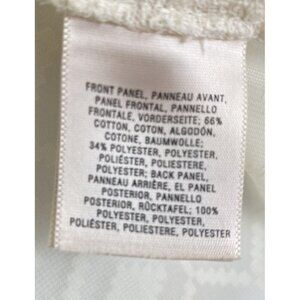 FRONT PANEL, PANNEAU AVANT,
PANEL FRONTAL, PANNELLO
FRONTALE, VORDERSEITE; 66%
COTTON, COTON, ALGODÓN,
COTONE, BAUMWOLLE;
34% POLYESTER, POLYESTER,
POLIÉSTER, POLIESTERE,
POLYESTER; BACK PANEL,
PANNEAU ARRIÈRE, EL PANEL
POSTERIOR, PANNELLO
POSTERIOR, RÜCKTAFEL; 100%
POLYESTER, POLYESTER,
POLIÉSTER, POLIESTERE, POLYESTER